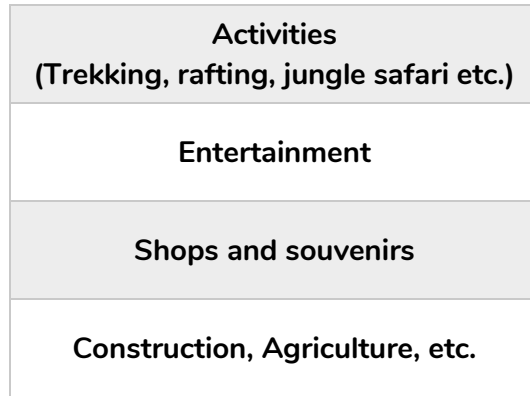 Activities
(Trekking, rafting, jungle safari etc.)
Entertainment
Shops and souvenirs
Construction, Agriculture, etc.